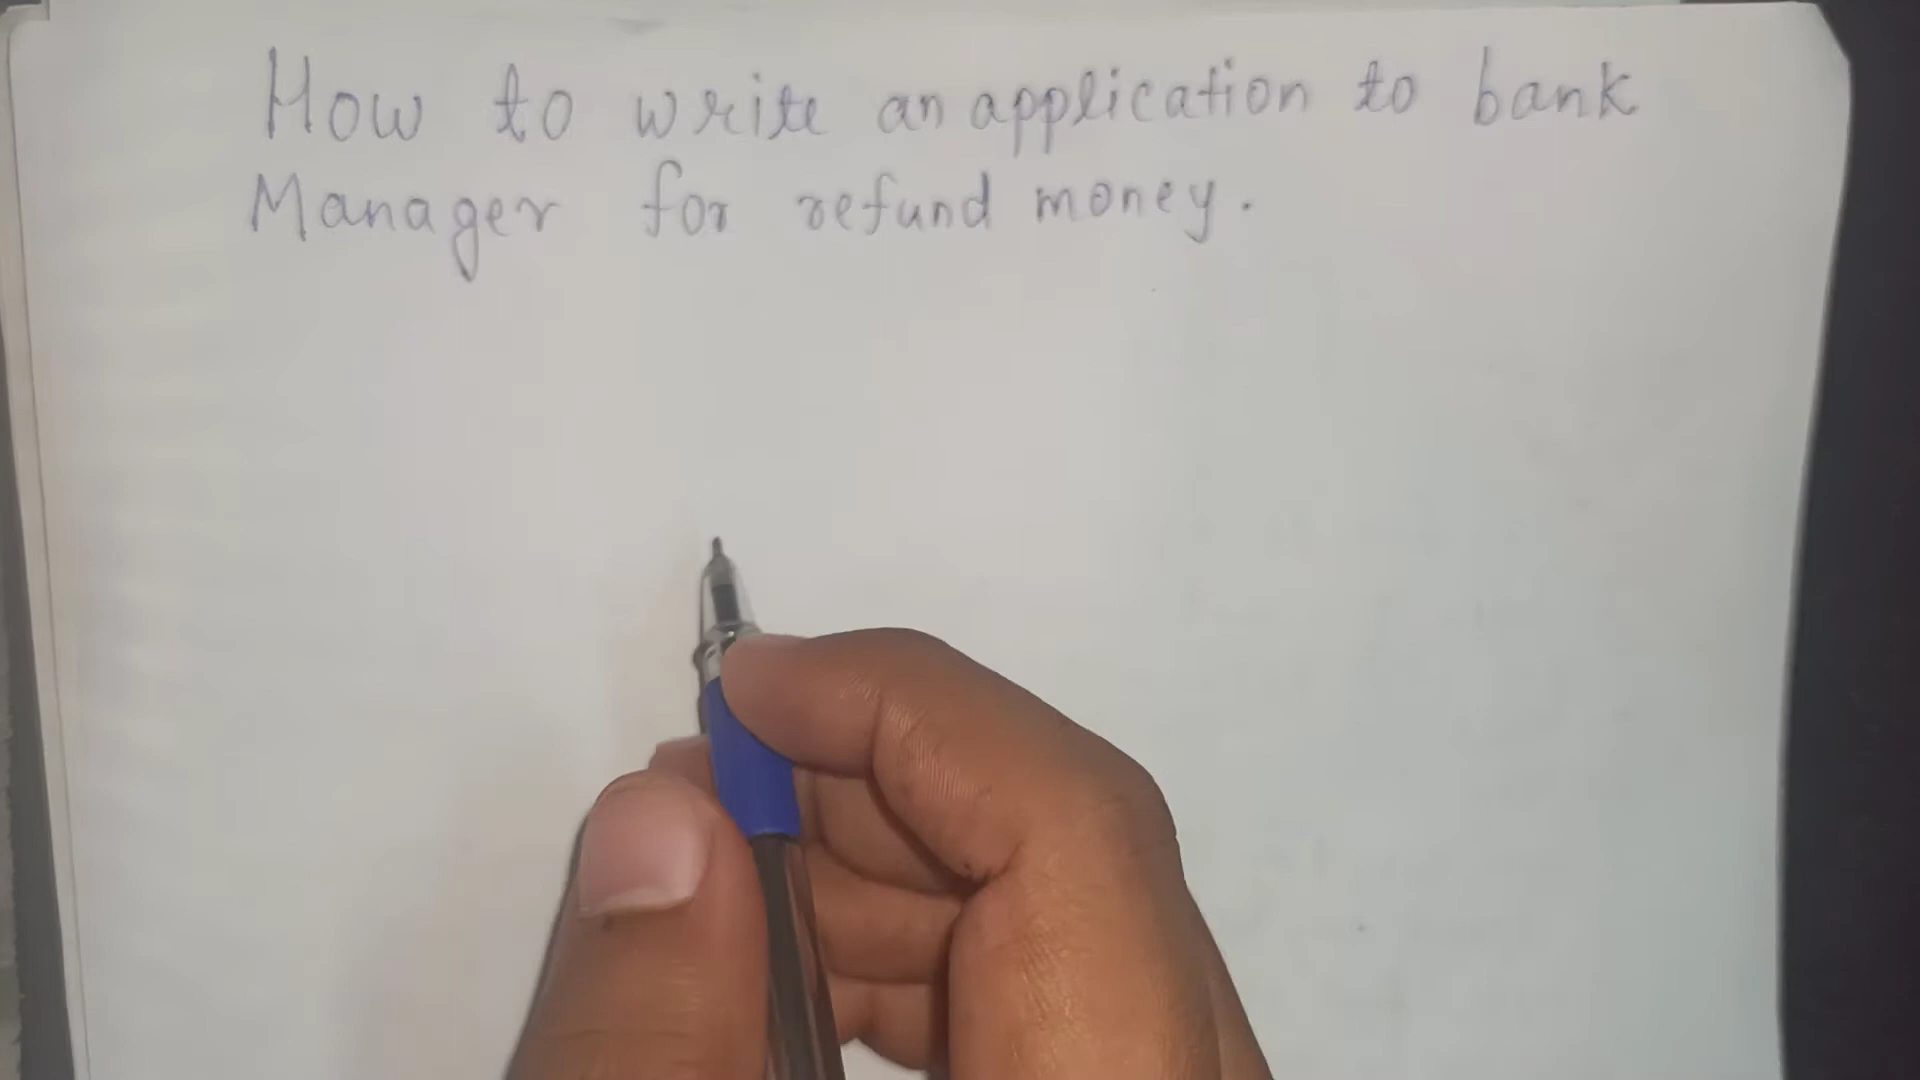 How to write an application to bank
Manager for refund money.